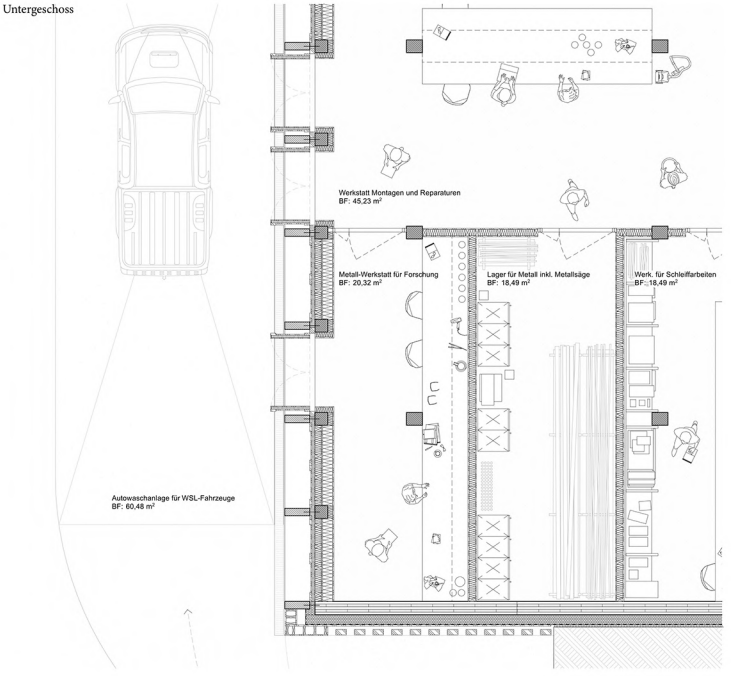 Untergeschoss
Werkstatt Montagen und Reparaturen
BF: 45,23 m²
Metall-Werkstatt für Forschung
BF: 20,32 m²
Lager für Metall inkl. Metallsäge
BF: 18,49 m²
Werk. für Schleiffarbeiten
BF: 18,49 m²
Autowaschanlage für WSL-Fahrzeuge
BF: 60,48 m²